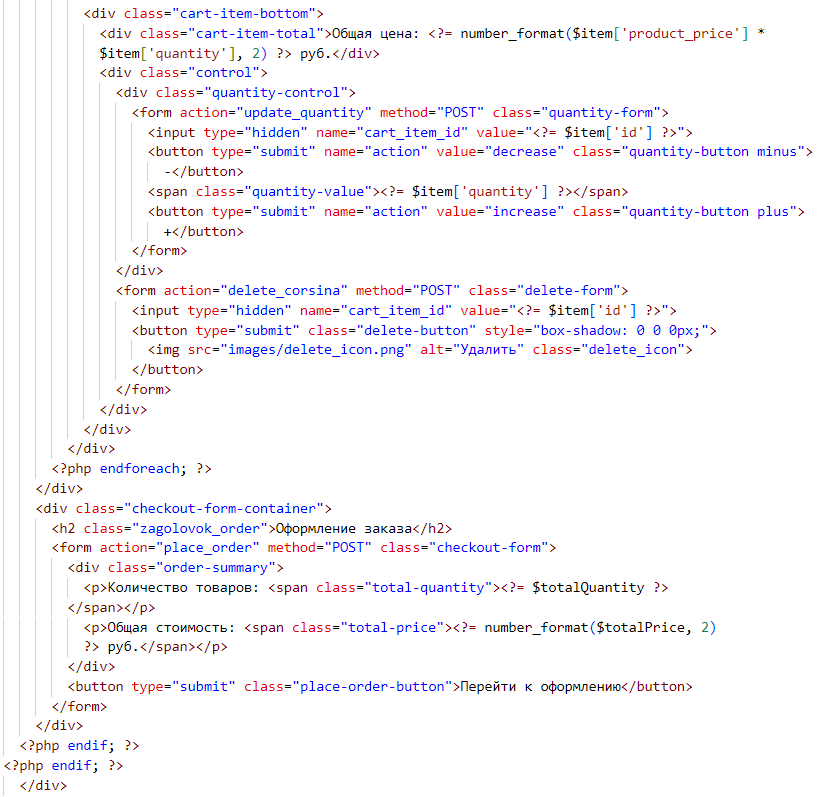 <div class="cart-item-bottom">
<div class="cart-item-total">Общая цена: <?= number_format($item['product_price'] *
$item['quantity'], 2) ?> руб.</div>
<div class="control">
<div class="quantity-control">
<form action="update_quantity" method="POST" class="quantity-form">
<input type="hidden" name="cart_item_id" value="<?= $item['id'] ?>">
<button type="submit" name="action" value="decrease" class="quantity-button minus">
-</button>
<span class="quantity-value"><?= $item['quantity'] ?></span>
<button type="submit" name="action" value="increase" class="quantity-button plus">
+</button>
</form>
</div>
<form action="delete_corsina" method="POST" class="delete-form">
<input type="hidden" name="cart_item_id" value="<?= $item['id'] ?>">
<button type="submit" class="delete-button" style="box-shadow: 0 0 0px;">
<img src="images/delete_icon.png" alt="Удалить" class="delete_icon">
</button>
</form>
</div>
</div>
</div>
<?php endforeach; ?>
</div>
<div class="checkout-form-container">
<h2 class="zagolovok_order">Оформление заказа</h2>
<form action="place_order" method="POST" class="checkout-form">
<div class="order-summary">
<p>Количество товаров: <span class="total-quantity"><?= $totalQuantity ?>
</span></p>
<p>Общая стоимость: <span class="total-price"><?= number_format($totalPrice, 2)
?> руб.</span></p>
</div>
<button type="submit" class="place-order-button">Перейти к оформлению</button>
</form>
</div>
<?php endif; ?>
<?php endif; ?>
</div>